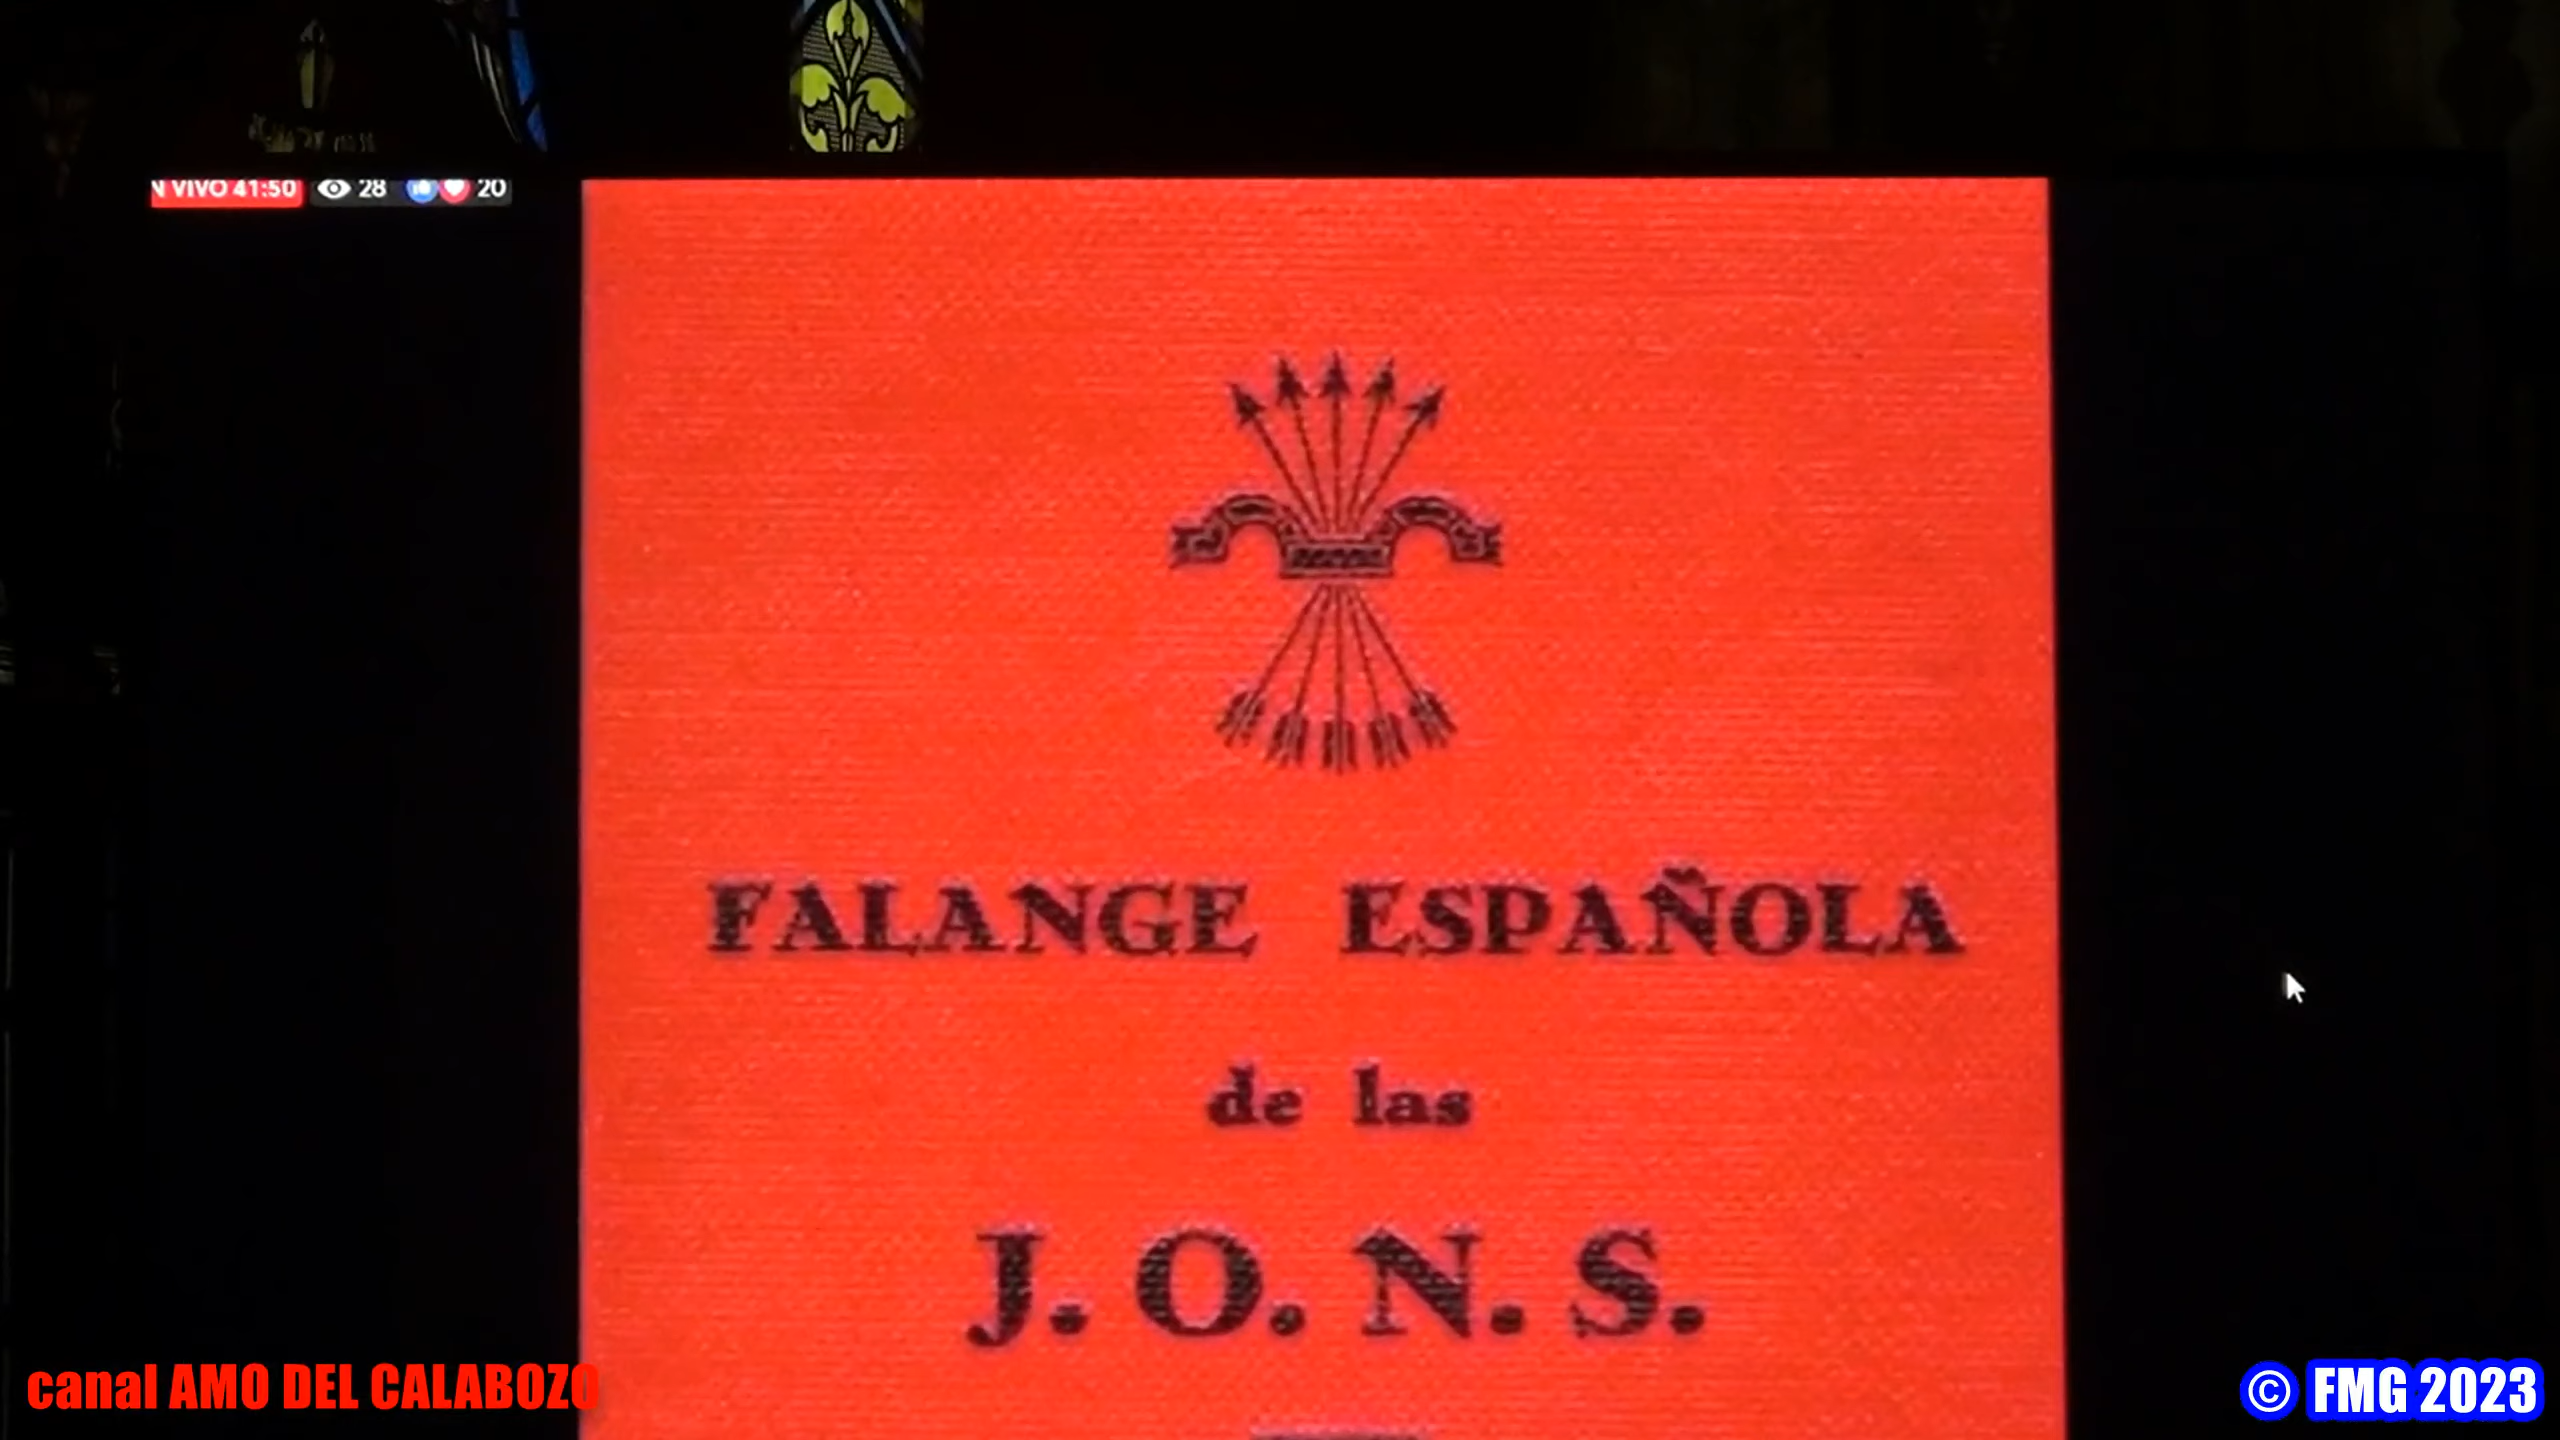 N VIVO 41:50 28 20
FALANGE ESPAÑOLA
de las
J. O. N. S.
canal AMO DEL CALABOZO
© FMG 2023